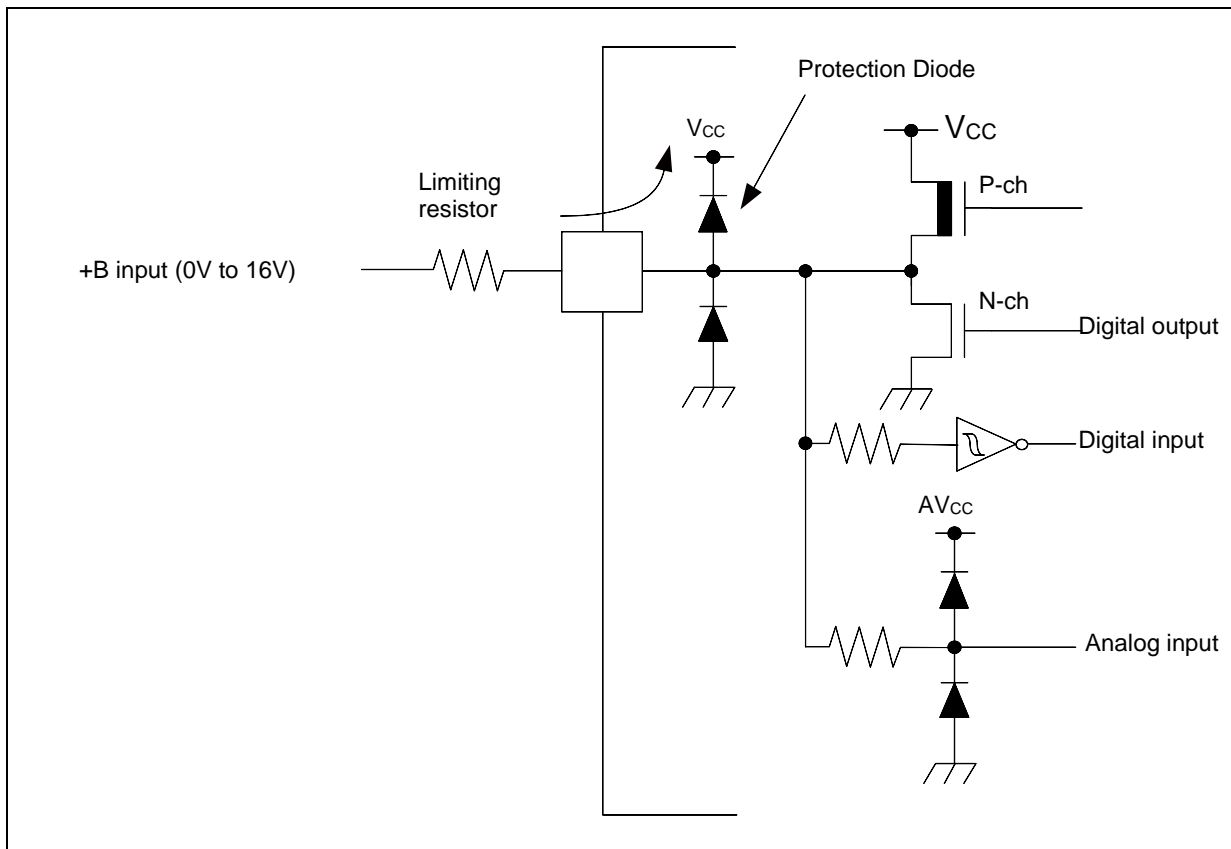 Protection Diode
VCC
VCC
Limiting
resistor
P-ch
+B input (0V to 16V)
N-ch
Digital output
Digital input
AVCC
Analog input